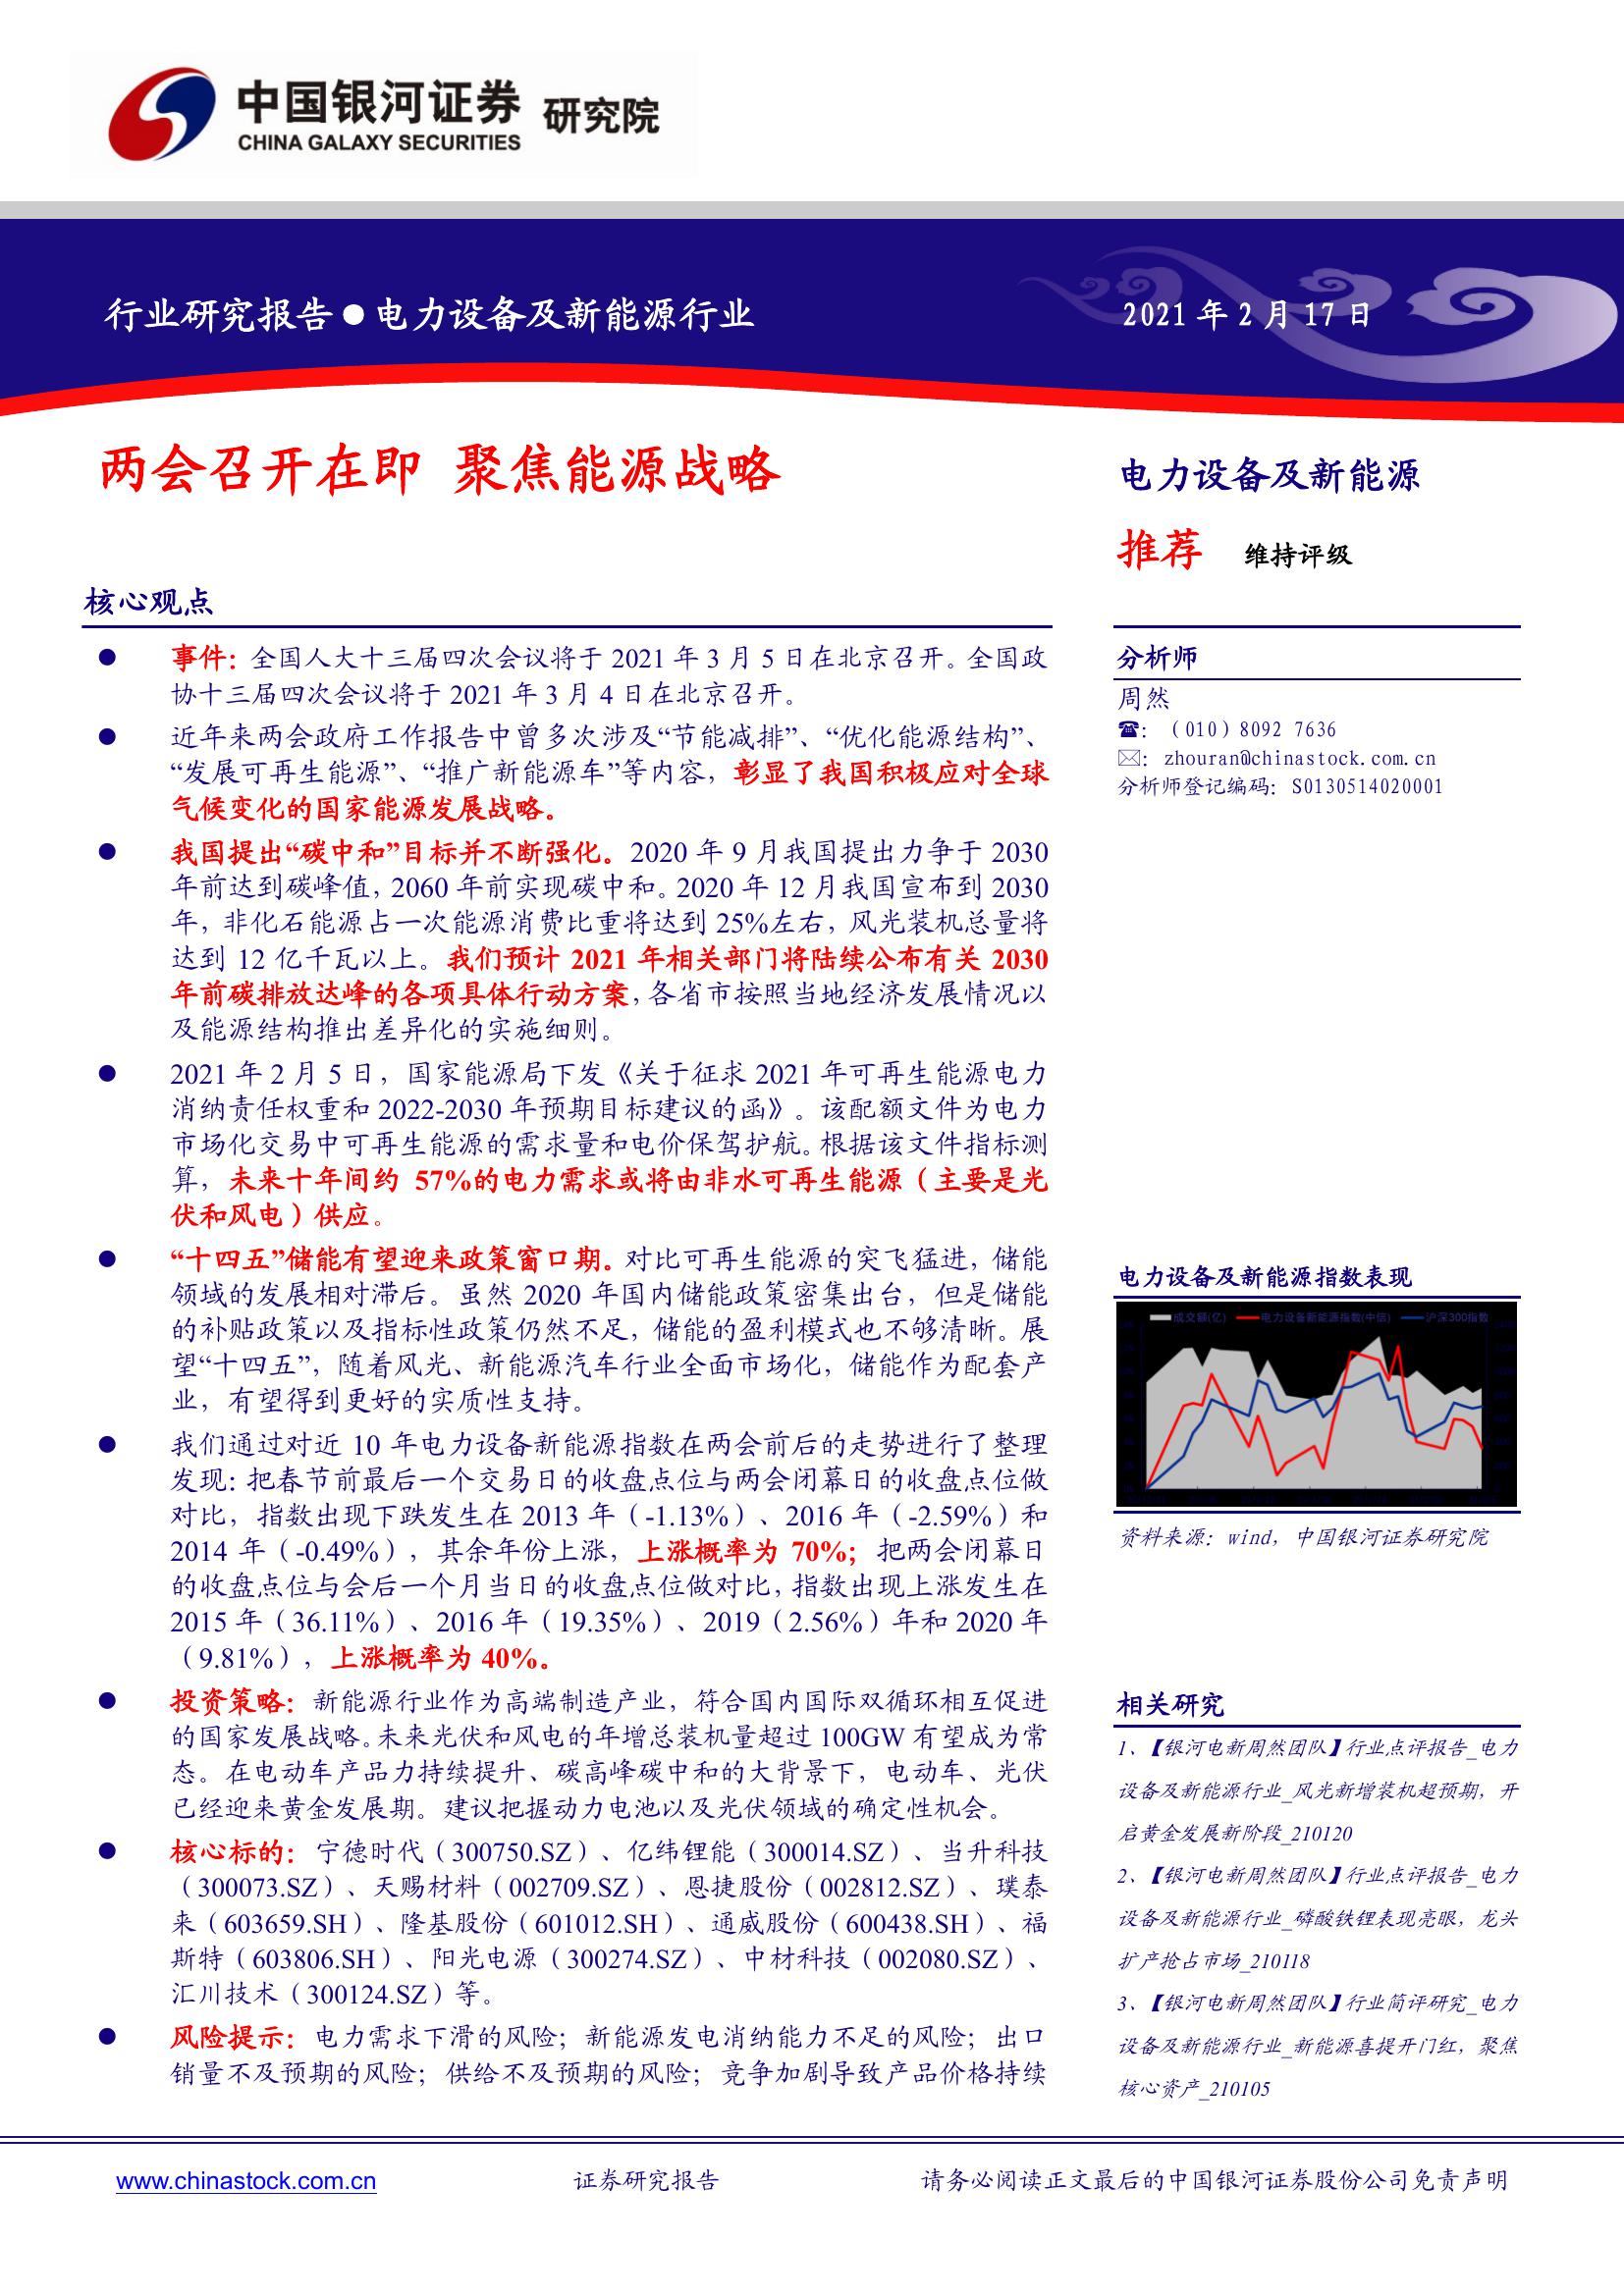 中国银河证券 研究院
CHINA GALAXY SECURITIES
行业研究报告●电力设备及新能源行业
2021 年 2 月 17 日
两会召开在即 聚焦能源战略
核心观点
● 事件：全国人大十三届四次会议将于 2021 年 3 月 5 日在北京召开。全国政
协十三届四次会议将于 2021 年 3 月 4 日在北京召开。
● 近年来两会政府工作报告中曾多次涉及“节能减排”、“优化能源结构”、
“发展可再生能源”、“推广新能源车”等内容，彰显了我国积极应对全球
气候变化的国家能源发展战略。
● 我国提出“碳中和”目标并不断强化。2020 年 9 月我国提出力争于 2030
年前达到碳峰值，2060 年前实现碳中和。2020 年 12 月我国宣布到 2030
年，非化石能源占一次能源消费比重将达到 25%左右，风光装机总量将
达到 12 亿千瓦以上。我们预计 2021 年相关部门将陆续公布有关 2030
年前碳排放达峰的各项具体行动方案，各省市按照当地经济发展情况以
及能源结构推出差异化的实施细则。
● 2021 年 2 月 5 日，国家能源局下发《关于征求 2021 年可再生能源电力
消纳责任权重和 2022-2030 年预期目标建议的函》。该配额文件为电力
市场化交易中可再生能源的需求量和电价保驾护航。根据该文件指标测
算，未来十年间约 57%的电力需求或将由非水可再生能源（主要是光
伏和风电）供应。
● “十四五”储能有望迎来政策窗口期。对比可再生能源的突飞猛进，储能
领域的发展相对滞后。虽然 2020 年国内储能政策密集出台，但是储能
的补贴政策以及指标性政策仍然不足，储能的盈利模式也不够清晰。展
望“十四五”，随着风光、新能源汽车行业全面市场化，储能作为配套产
业，有望得到更好的实质性支持。
● 我们通过对近 10 年电力设备新能源指数在两会前后的走势进行了整理
发现：把春节前最后一个交易日的收盘点位与两会闭幕日的收盘点位做
对比，指数出现下跌发生在 2013 年（-1.13%）、2016 年（-2.59%）和
2014 年（-0.49%），其余年份上涨，上涨概率为 70%；把两会闭幕日
的收盘点位与会后一个月当日的收盘点位做对比，指数出现上涨发生在
2015 年（36.11%）、2016 年（19.35%）、2019（2.56%）年和 2020 年
（9.81%），上涨概率为 40%。
● 投资策略：新能源行业作为高端制造产业，符合国内国际双循环相互促进
的国家发展战略。未来光伏和风电的年增总装机量超过 100GW 有望成为常
态。在电动车产品力持续提升、碳高峰碳中和的大背景下，电动车、光伏
已经迎来黄金发展期。建议把握动力电池以及光伏领域的确定性机会。
● 核心标的：宁德时代（300750.SZ）、亿纬锂能（300014.SZ）、当升科技
（300073.SZ）、天赐材料（002709.SZ）、恩捷股份（002812.SZ）、璞泰
来（603659.SH）、隆基股份（601012.SH）、通威股份（600438.SH）、福
斯特（603806.SH）、阳光电源（300274.SZ）、中材科技（002080.SZ）、
汇川技术（300124.SZ）等。
● 风险提示：电力需求下滑的风险；新能源发电消纳能力不足的风险；出口
销量不及预期的风险；供给不及预期的风险；竞争加剧导致产品价格持续
电力设备及新能源
推荐 维持评级
分析师
周然
☎：（010）8092 7636
✉：zhouran@chinastock.com.cn
分析师登记编码：S0130514020001
电力设备及新能源指数表现
成交额(亿) 电力设备新能源指数(中信) 沪深300指数
资料来源：wind，中国银河证券研究院
相关研究
1、【银河电新周然团队】行业点评报告_电力
设备及新能源行业_风光新增装机超预期，开
启黄金发展新阶段_210120
2、【银河电新周然团队】行业点评报告_电力
设备及新能源行业_磷酸铁锂表现亮眼，龙头
扩产抢占市场_210118
3、【银河电新周然团队】行业简评研究_电力
设备及新能源行业_新能源喜提开门红，聚焦
核心资产_210105
www.chinastock.com.cn
证券研究报告
请务必阅读正文最后的中国银河证券股份公司免责声明